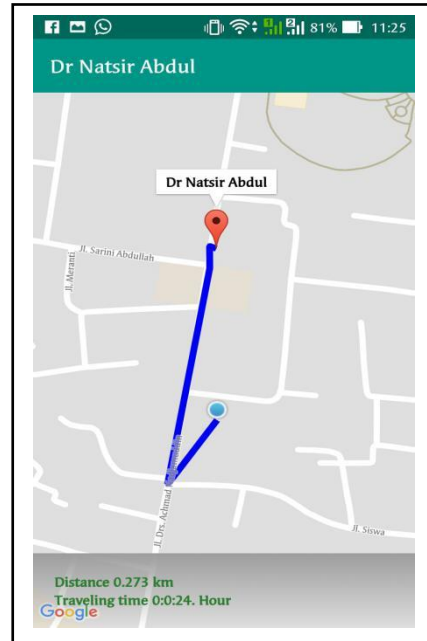 81% 11:25
Dr Natsir Abdul
Dr Natsir Abdul
Jl. Sarini Abdullah
Jl. Meranti
Jl. Drs. Achmad
Jl. Siswa
Distance 0.273 km
Traveling time 0:0:24. Hour
Google